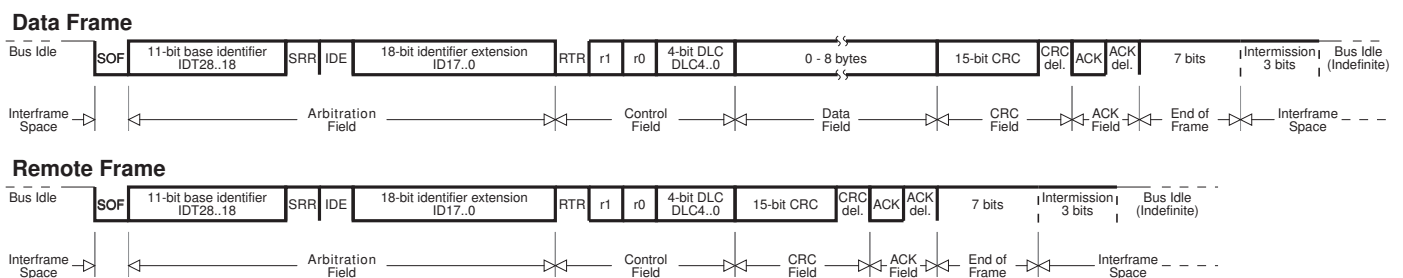 Data Frame
Bus Idle SOF 11-bit base identifier SRR IDE 18-bit identifier extension RTR r1 r0 4-bit DLC 0 - 8 bytes 15-bit CRC CRC ACK ACK 7 bits Intermission Bus Idle
IDT28..18 ID17..0 DLC4..0 del. del. 3 bits (Indefinite)
Interframe Arbitration Control Data CRC ACK End of Interframe
Space Field Field Field Field Field Frame Space
Remote Frame
Bus Idle SOF 11-bit base identifier SRR IDE 18-bit identifier extension RTR r1 r0 4-bit DLC 15-bit CRC CRC ACK ACK 7 bits Intermission Bus Idle
IDT28..18 ID17..0 DLC4..0 del. del. 3 bits (Indefinite)
Interframe Arbitration Control CRC ACK End of Interframe
Space Field Field Field Field Frame Space